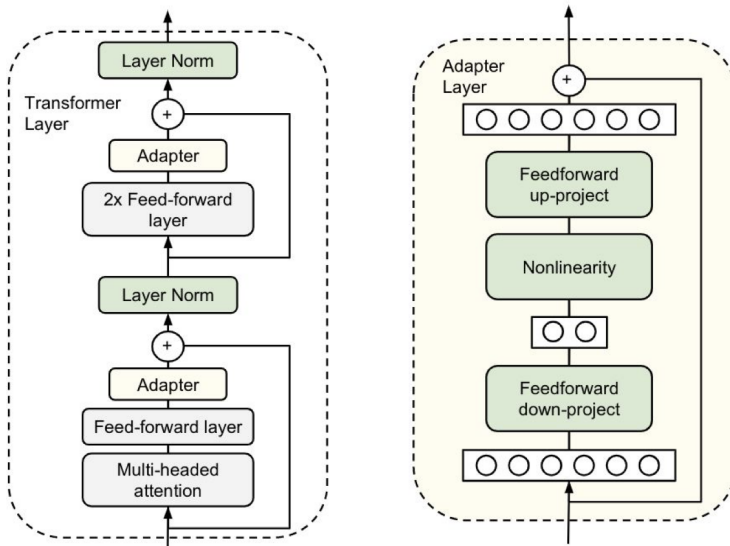 Layer Norm
Transformer
Layer
+
Adapter
2x Feed-forward
layer
Layer Norm
+
Adapter
Feed-forward layer
Multi-headed
attention
Adapter
Layer
+
Feedforward
up-project
Nonlinearity
Feedforward
down-project